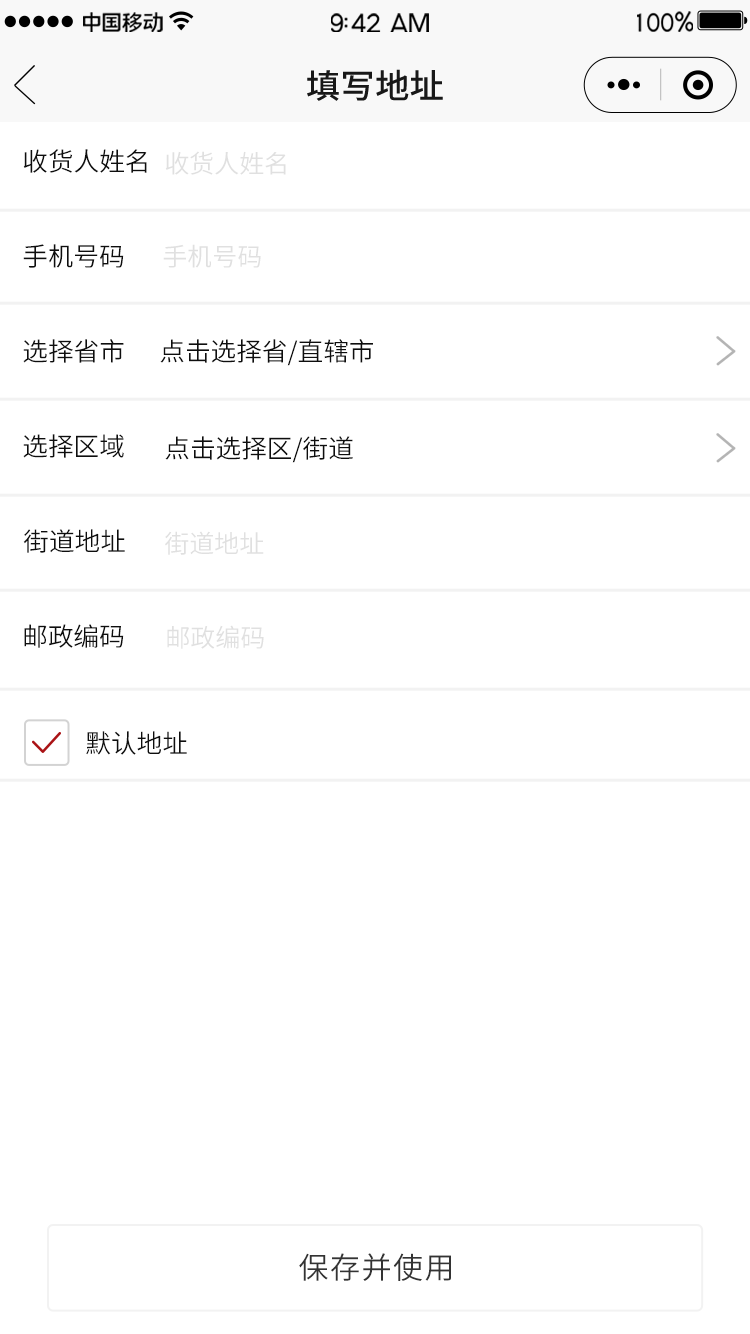 中国移动 9:42 AM 100%
填写地址
收货人姓名 收货人姓名
手机号码 手机号码
选择省市 点击选择省/直辖市
选择区域 点击选择区/街道
街道地址 街道地址
邮政编码 邮政编码
默认地址
保存并使用